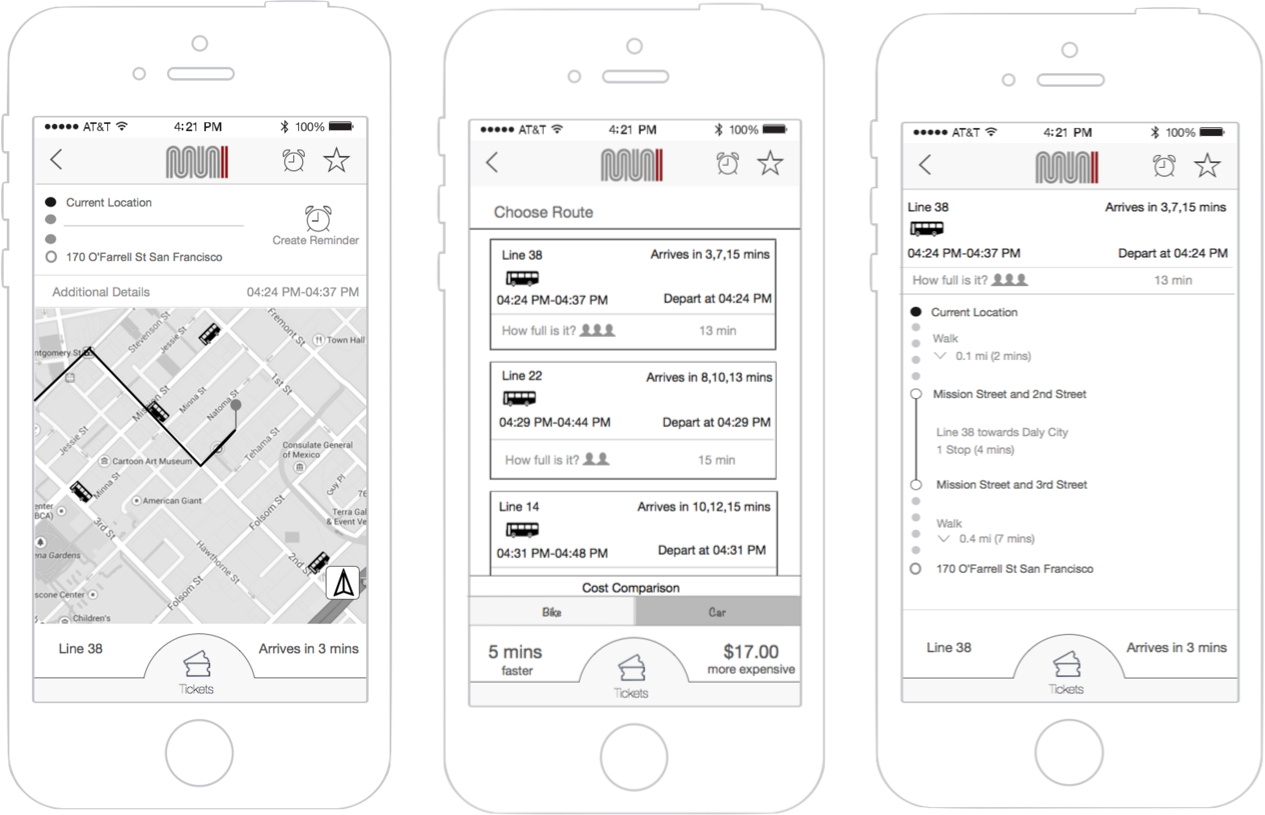 AT&T 4:21 PM 100%
MUNI
Current Location
Create Reminder
170 O'Farrell St San Francisco
Additional Details 04:24 PM-04:37 PM
Stevenson St
Jessie St
Fremont St
Town Hall
ntgomery St
1st St
Mission St
Minna St
Natoma St
Tehama St
Jessie St
Cartoon Art Museum
Consulate General
of Mexico
Minna St
American Giant
Guy Pl
76
enter
BCA)
3rd St
Folsom St
Terra Gal
& Event Ve
ena Gardens
Hawthorne St
2nd St
scone Center
Folsom St
Children's
Line 38 Arrives in 3 mins
Tickets
AT&T 4:21 PM 100%
MUNI
Choose Route
Line 38 Arrives in 3,7,15 mins
04:24 PM-04:37 PM Depart at 04:24 PM
How full is it? 13 min
Line 22 Arrives in 8,10,13 mins
04:29 PM-04:44 PM Depart at 04:29 PM
How full is it? 15 min
Line 14 Arrives in 10,12,15 mins
04:31 PM-04:48 PM Depart at 04:31 PM
Cost Comparison
Bike Car
5 mins $17.00
faster more expensive
Tickets
AT&T 4:21 PM 100%
MUNI
Line 38 Arrives in 3,7,15 mins
04:24 PM-04:37 PM Depart at 04:24 PM
How full is it? 13 min
Current Location
Walk
0.1 mi (2 mins)
Mission Street and 2nd Street
Line 38 towards Daly City
1 Stop (4 mins)
Mission Street and 3rd Street
Walk
0.4 mi (7 mins)
170 O'Farrell St San Francisco
Line 38 Arrives in 3 mins
Tickets